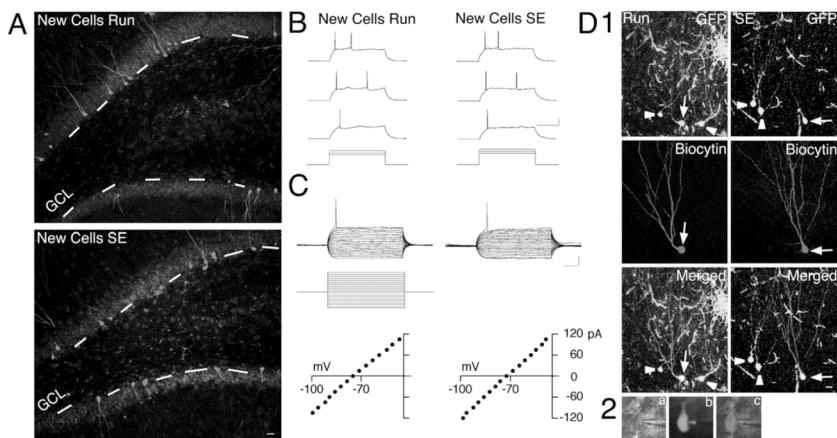 A
New Cells Run
GCL
New Cells SE
GCL
B
New Cells Run
New Cells SE
C
mV
-100
-70
mV
-100
-70
120 pA
60
0
-60
-120
D1
Run
GFP
SE
GFP
Biocytin
Biocytin
Merged
Merged
2
a
b
c